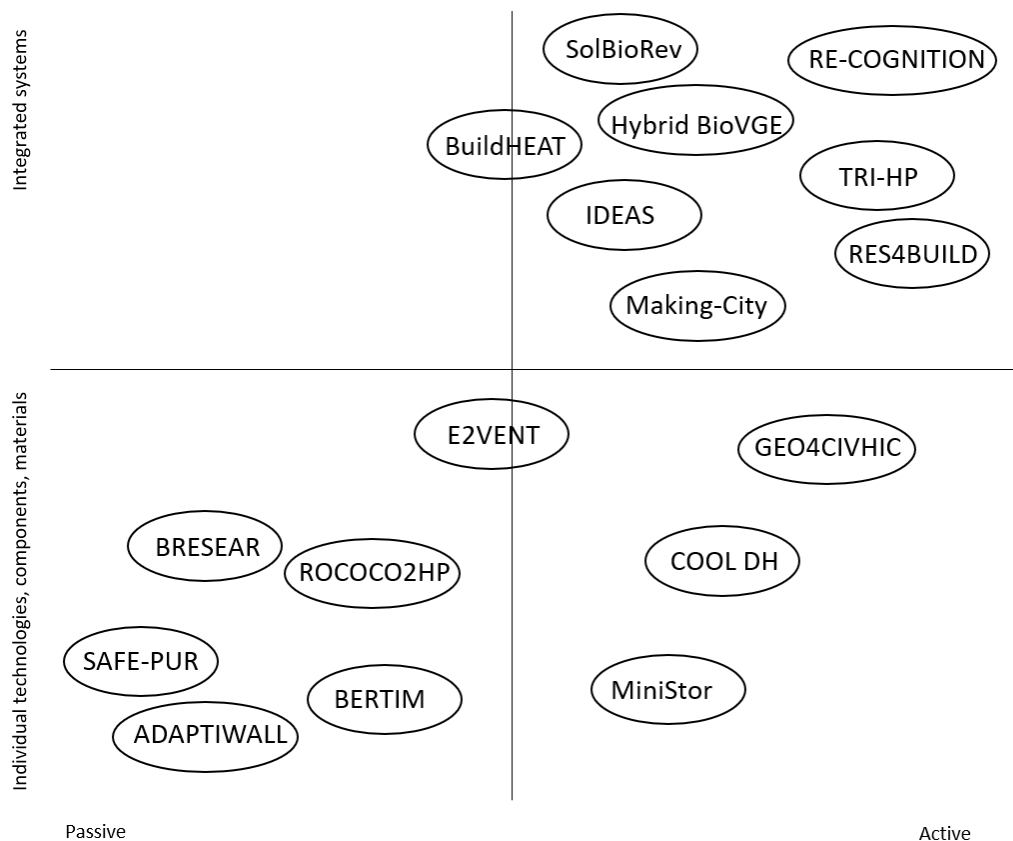 Integrated systems
SolBioRev
RE-COGNITION
Hybrid BioVGE
BuildHEAT
TRI-HP
IDEAS
RES4BUILD
Making-City
Individual technologies, components, materials
E2VENT
GEO4CIVHIC
BRESEAR
COOL DH
ROCOCO2HP
SAFE-PUR
BERTIM
MiniStor
ADAPTIWALL
Passive
Active